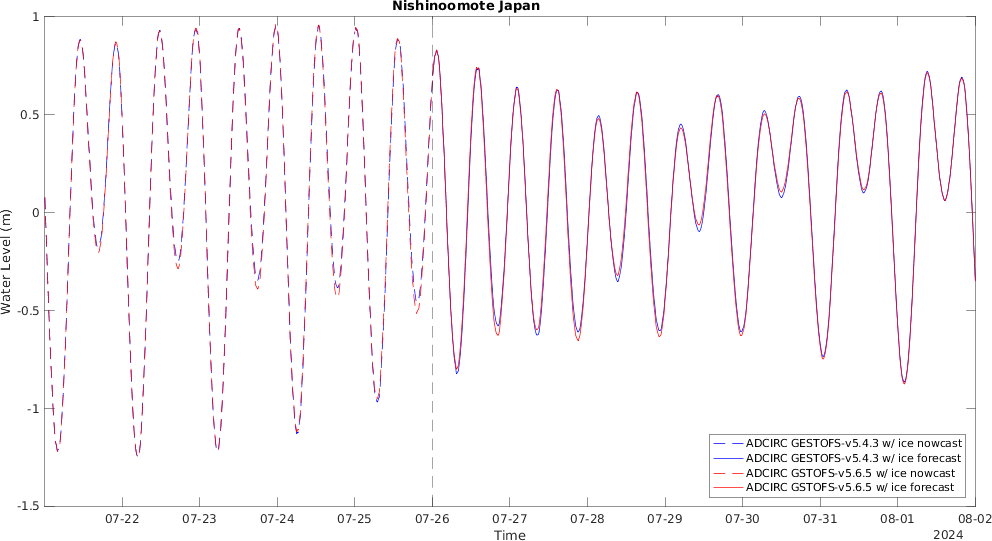 Nishinoomote Japan
1
0.5
0
-0.5
-1
-1.5
Water Level (m)
ADCIRC GESTOFS-v5.4.3 w/ ice nowcast
ADCIRC GESTOFS-v5.4.3 w/ ice forecast
ADCIRC GSTOFS-v5.6.5 w/ ice nowcast
ADCIRC GSTOFS-v5.6.5 w/ ice forecast
07-22 07-23 07-24 07-25 07-26 07-27 07-28 07-29 07-30 07-31 08-01 08-02
Time
2024